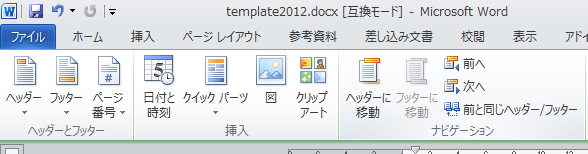 template2012.docx [互換モード] - Microsoft Word
ファイル ホーム 挿入 ページ レイアウト 参考資料 差し込み文書 校閲 表示
ヘッダー フッター ページ番号 日付と時刻 クイック パーツ 図 クリップアート ヘッダーに移動 フッターに移動 前へ
次へ
前と同じヘッダー/フッター
ヘッダーとフッター 挿入 ナビゲーション